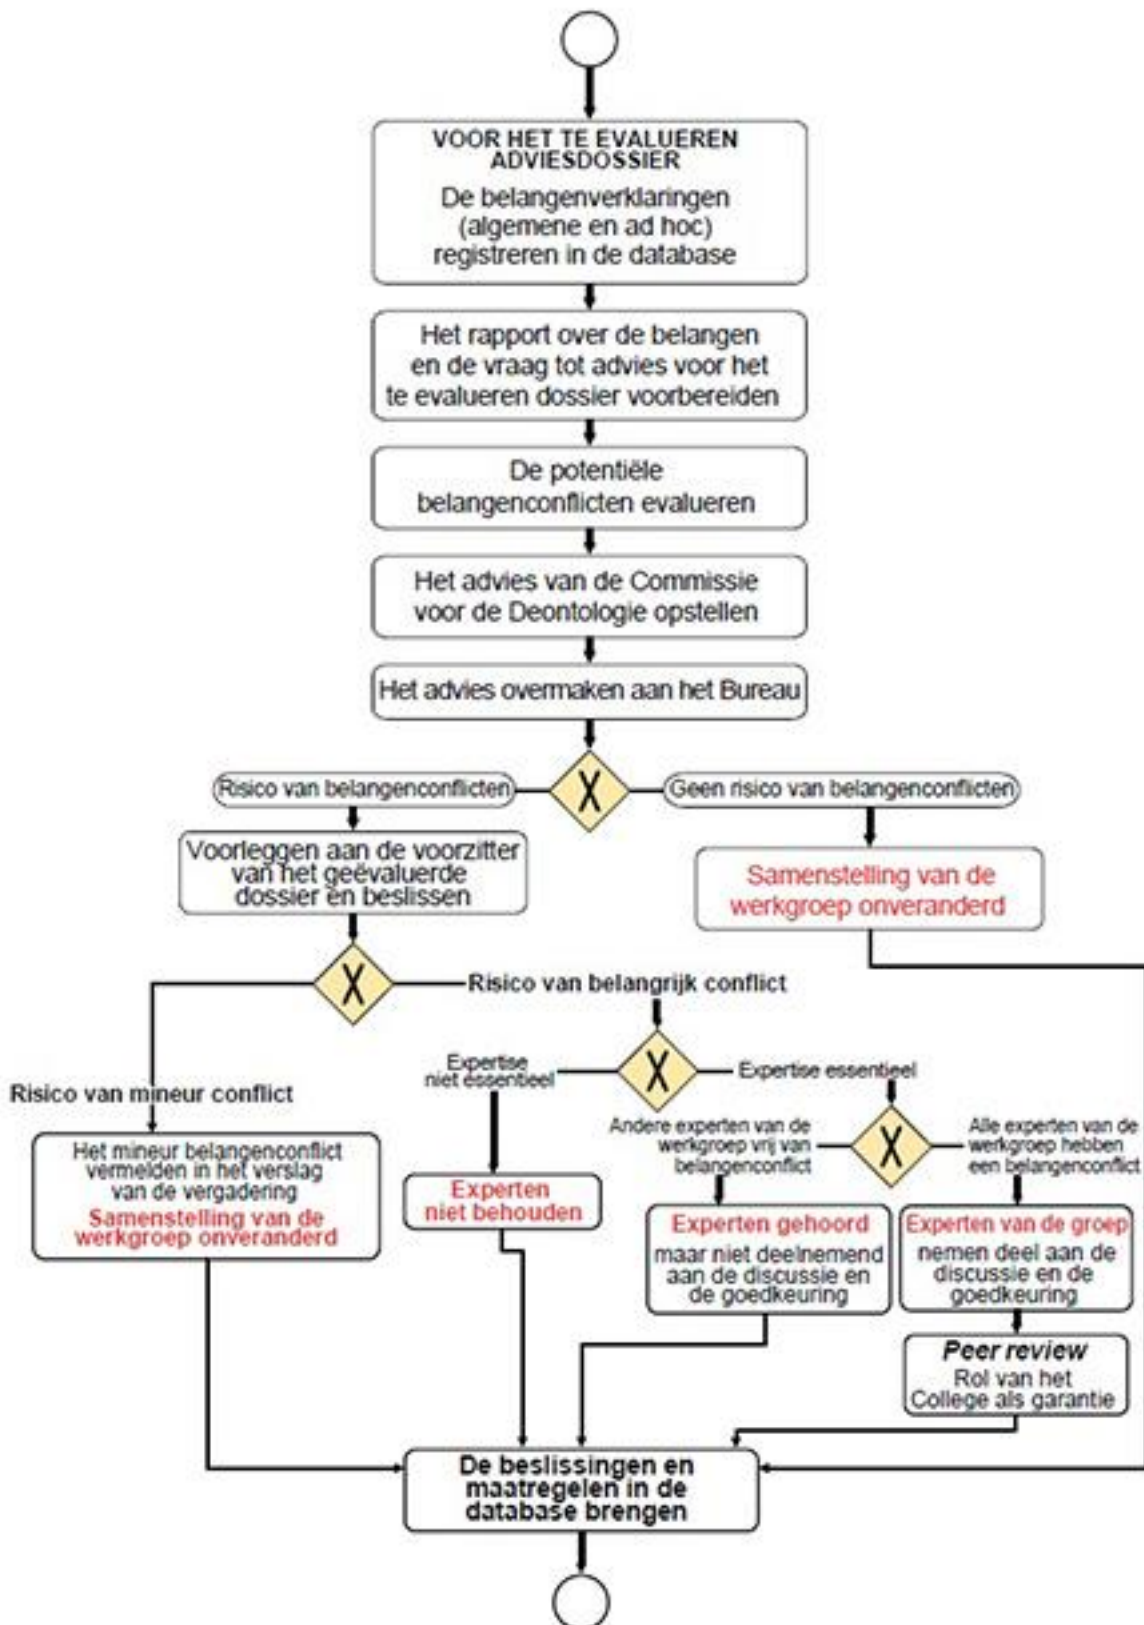 VOOR HET TE EVALUEREN
ADVIESDOSSIER
De belangenverklaringen
(algemene en ad hoc)
registreren in de database
Het rapport over de belangen
en de vraag tot advies voor het
te evalueren dossier voorbereiden
De potentiële
belangenconflicten evalueren
Het advies van de Commissie
voor de Deontologie opstellen
Het advies overmaken aan het Bureau
X
Risico van belangenconflicten
Geen risico van belangenconflicten
Voorleggen aan de voorzitter
van het geëvaluerde
dossier en beslissen
Samenstelling van de
werkgroep onveranderd
X
Risico van belangrijk conflict
Risico van mineur conflict
Het mineur belangenconflict
vermelden in het verslag
van de vergadering
Samenstelling van de
werkgroep onveranderd
X
Expertise
niet essentieel
Expertise essentieel
Experten
niet behouden
X
Andere experten van de
werkgroep vrij van
belangenconflict
Alle experten van de
werkgroep hebben
een belangenconflict
Experten gehoord
maar niet deelnemend
aan de discussie en
de goedkeuring
Experten van de groep
nemen deel aan de
discussie en de
goedkeuring
Peer review
Rol van het
College als garantie
De beslissingen en
maatregelen in de
database brengen